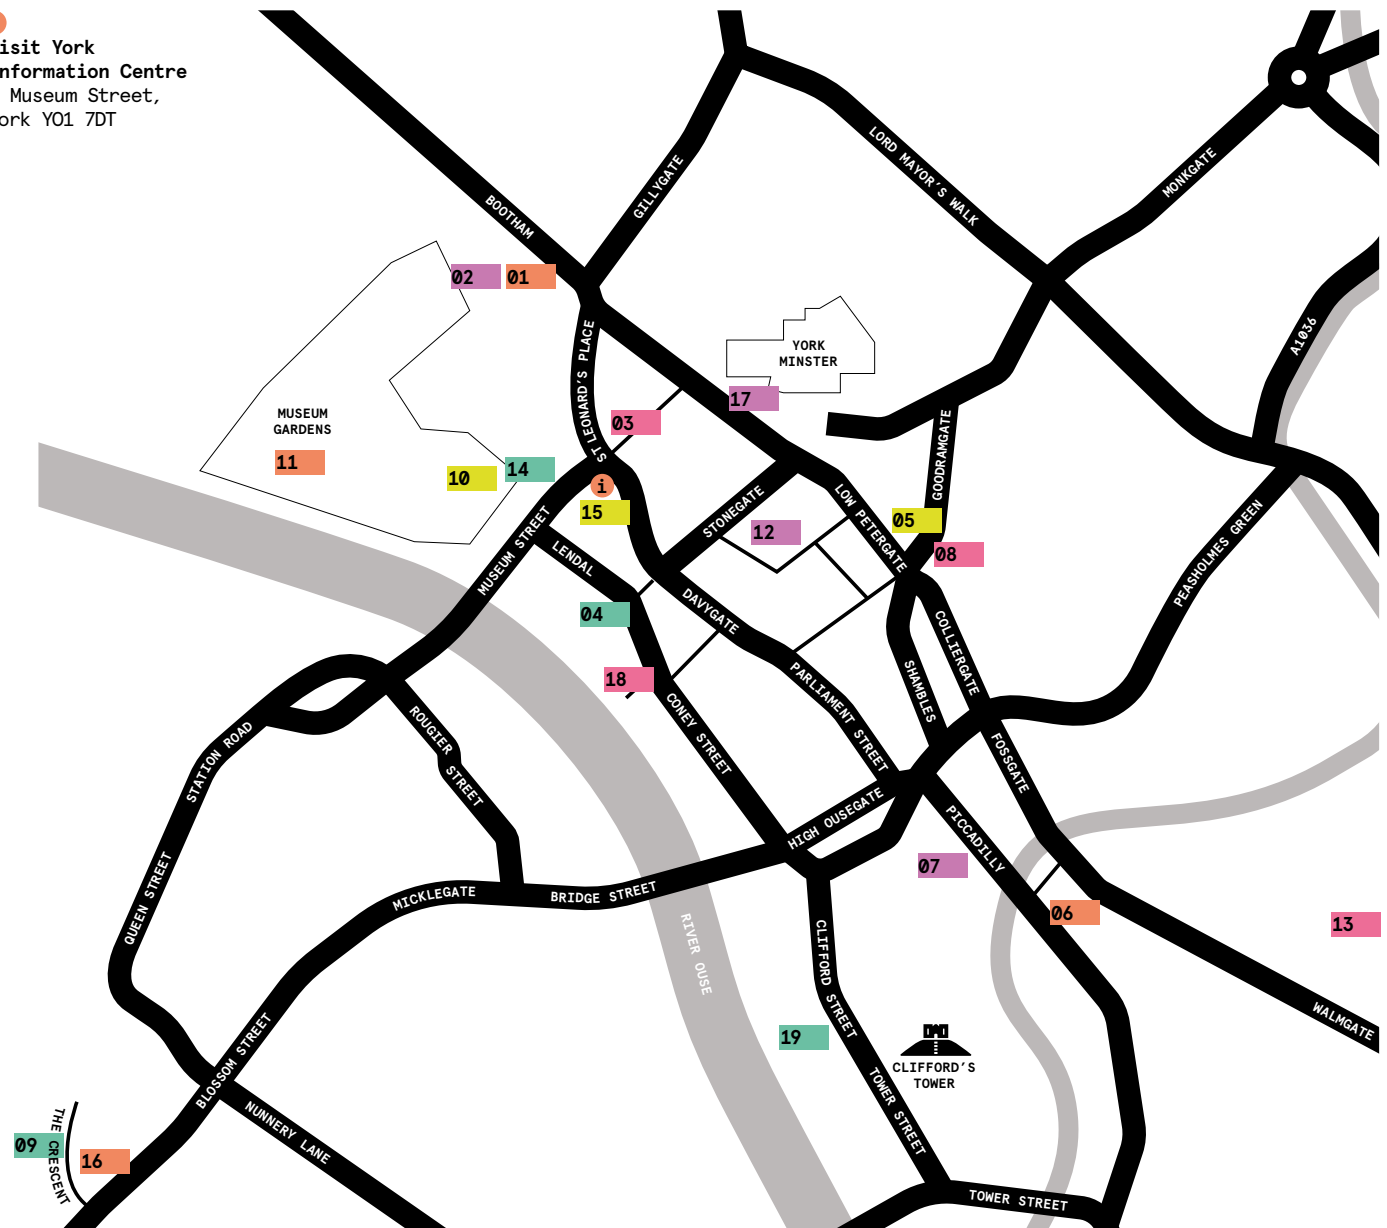 isit York
nformation Centre
Museum Street,
ork YO1 7DT
LORD MAYOR'S WALK
MONKGATE
GILLYGATE
BOOTHAM
02
01
A1036
ST LEONARD'S PLACE
YORK
MINSTER
17
MUSEUM
GARDENS
11
03
10
14
i
15
GOODRAMGATE
LOW PETERGATE
STONEGATE
12
05
08
MUSEUM STREET
LENDAL
PEASHOLMES GREEN
04
DAVYGATE
COLLIERGATE
18
SHAMBLES
PARLIAMENT STREET
CONEY STREET
ROUGIER
STREET
STATION ROAD
FOSSGATE
HIGH OUSEGATE
PICCADILLY
07
QUEEN STREET
MICKLEGATE
BRIDGE STREET
06
13
RIVER OUSE
CLIFFORD STREET
WALMGATE
19
CLIFFORD'S
TOWER
BLOSSOM STREET
TOWER STREET
NUNNERY LANE
THE CRESCENT
09
16
TOWER STREET